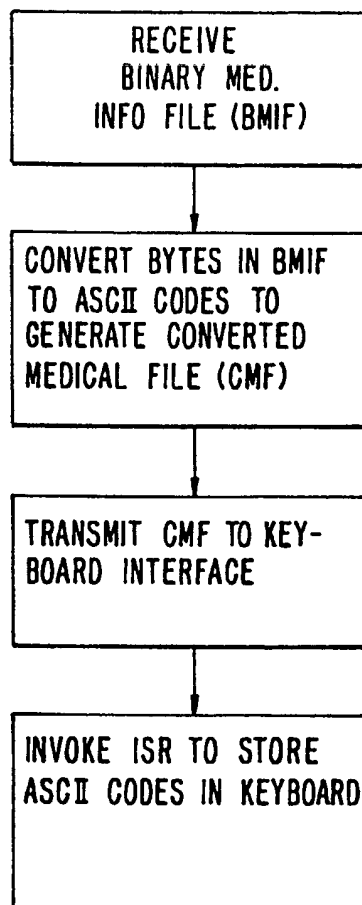 RECEIVE
BINARY MED.
INFO FILE (BMIF)
CONVERT BYTES IN BMIF
TO ASCII CODES TO
GENERATE CONVERTED
MEDICAL FILE (CMF)
TRANSMIT CMF TO KEY-
BOARD INTERFACE
INVOKE ISR TO STORE
ASCII CODES IN KEYBOARD